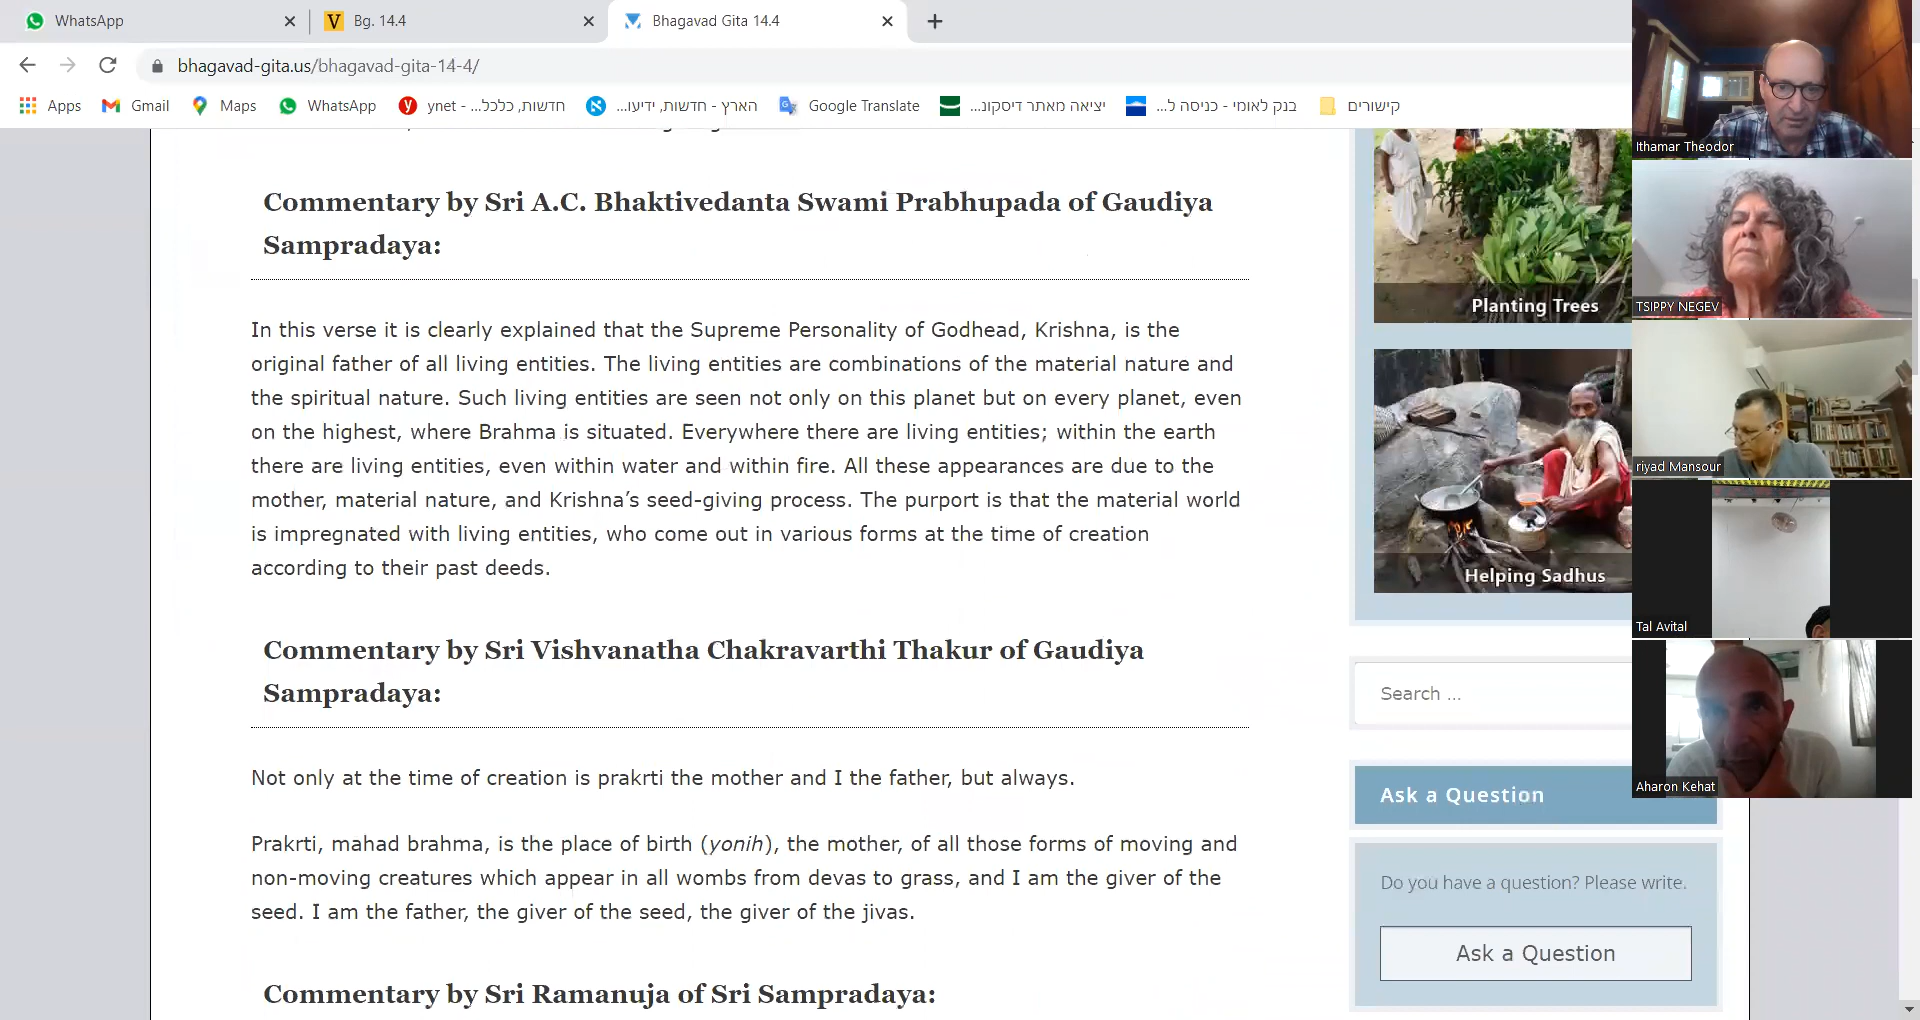 WhatsApp
Bg. 14.4
Bhagavad Gita 14.4
bhagavad-gita.us/bhagavad-gita-14-4/
Apps
Gmail
Maps
WhatsApp
ynet - חדשות, כלכל...
הארץ - חדשות, ידיעו...
Google Translate
יציאה מאתר דיסקונ...
בנק לאומי - כניסה ל...
קישורים
Commentary by Sri A.C. Bhaktivedanta Swami Prabhupada of Gaudiya
Sampradaya:
In this verse it is clearly explained that the Supreme Personality of Godhead, Krishna, is the
original father of all living entities. The living entities are combinations of the material nature and
the spiritual nature. Such living entities are seen not only on this planet but on every planet, even
on the highest, where Brahma is situated. Everywhere there are living entities; within the earth
there are living entities, even within water and within fire. All these appearances are due to the
mother, material nature, and Krishna’s seed-giving process. The purport is that the material world
is impregnated with living entities, who come out in various forms at the time of creation
according to their past deeds.
Commentary by Sri Vishvanatha Chakravarthi Thakur of Gaudiya
Sampradaya:
Not only at the time of creation is prakrti the mother and I the father, but always.
Prakrti, mahad brahma, is the place of birth (yonih), the mother, of all those forms of moving and
non-moving creatures which appear in all wombs from devas to grass, and I am the giver of the
seed. I am the father, the giver of the seed, the giver of the jivas.
Commentary by Sri Ramanuja of Sri Sampradaya:
Planting Trees
Helping Sadhus
Search ...
Ask a Question
Do you have a question? Please write.
Ask a Question
Ithamar Theodor
TSIPPY NEGEV
riyad Mansour
Tal Avital
Aharon Kehat